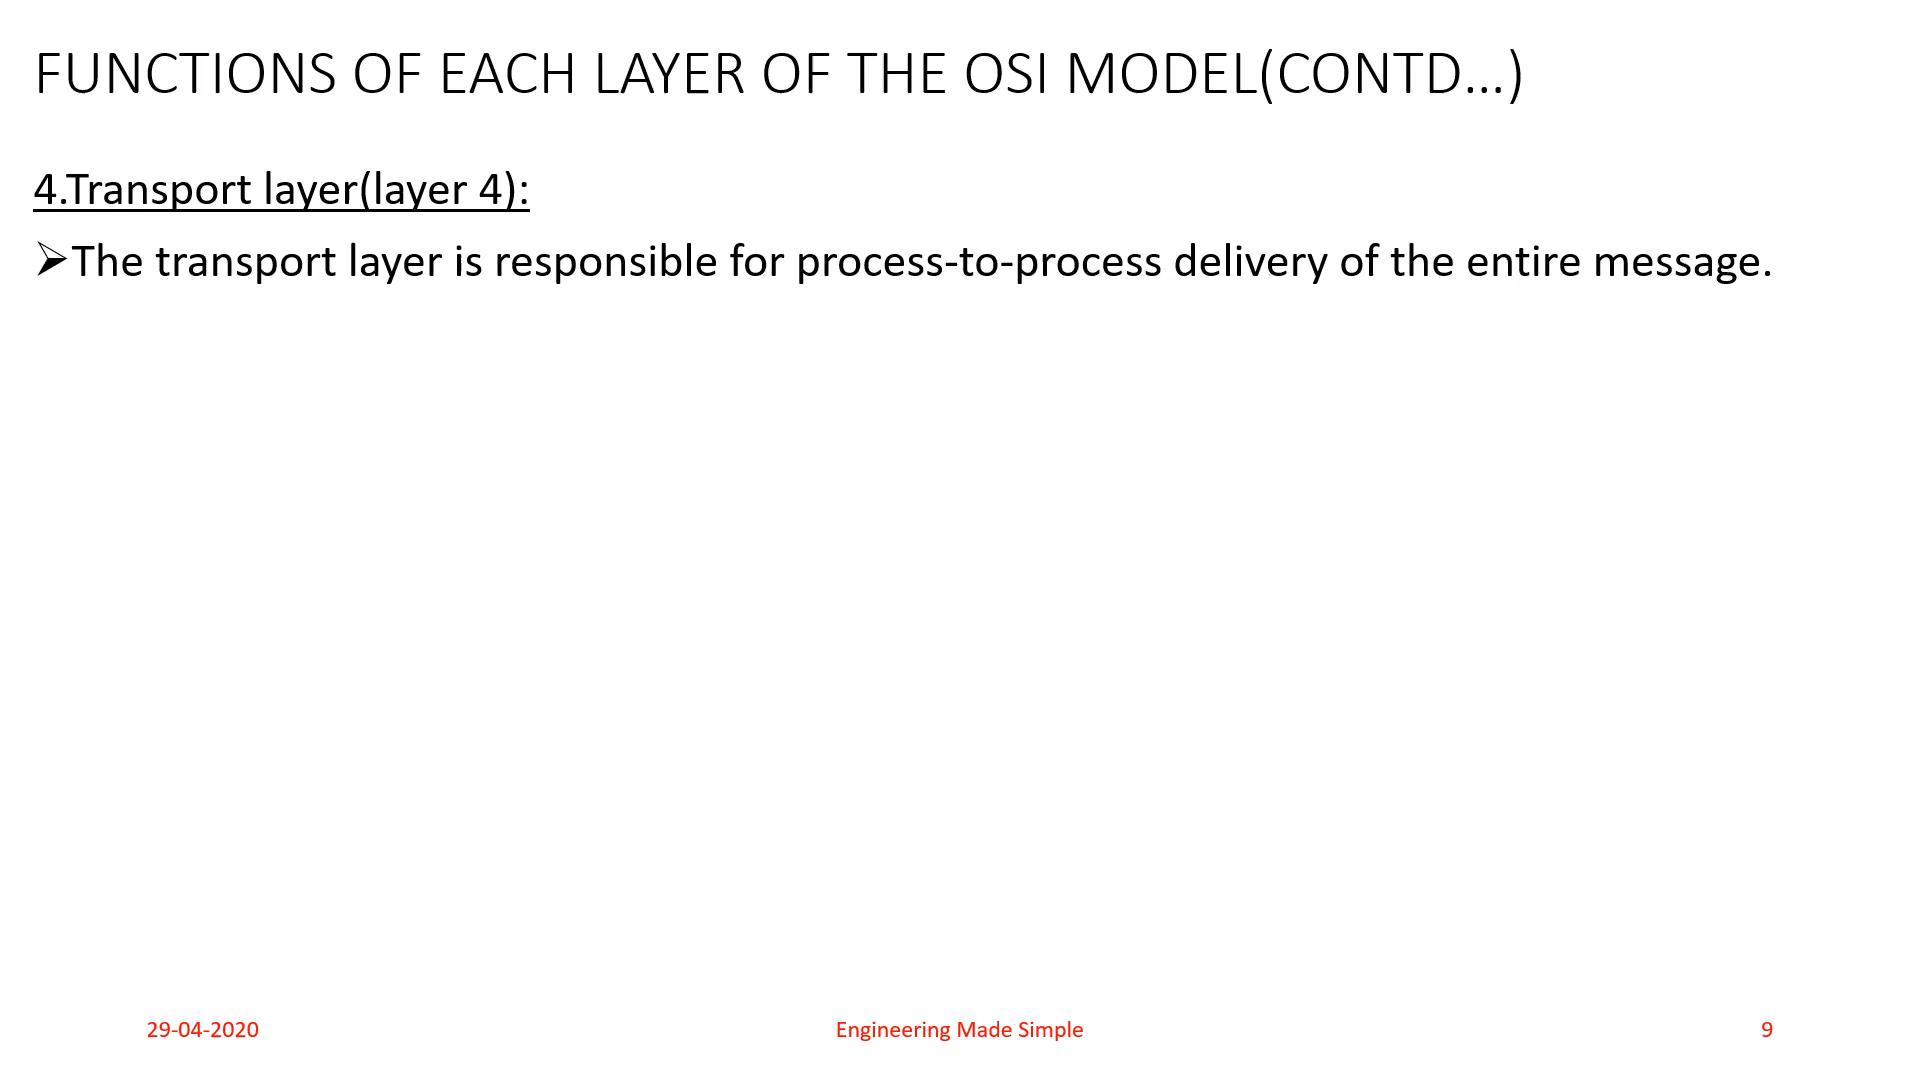 FUNCTIONS OF EACH LAYER OF THE OSI MODEL(CONTD...)
4.Transport layer(layer 4):
➢The transport layer is responsible for process-to-process delivery of the entire message.
29-04-2020
Engineering Made Simple
9